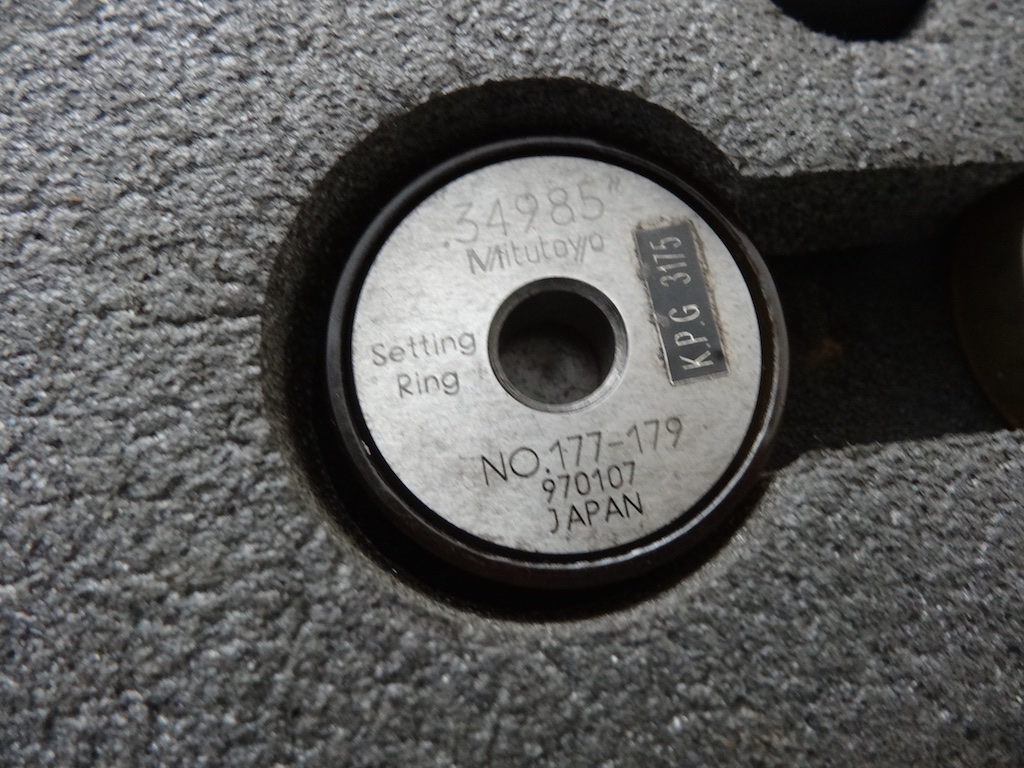 ".34985"
Mitutoyo
Setting
Ring
K.P.G 3175
NO.177-179
970107
JAPAN